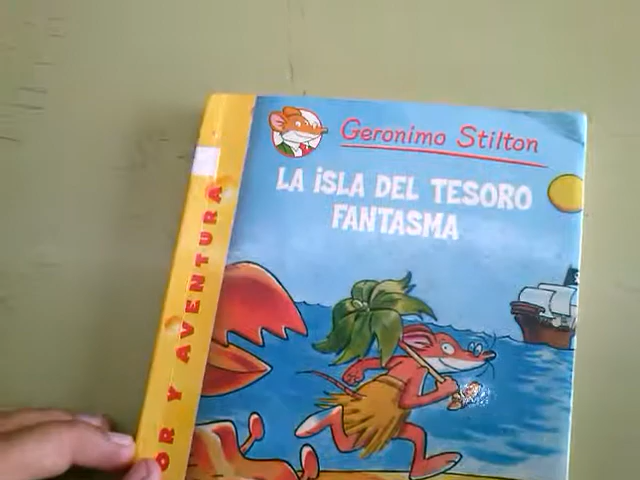 Geronimo Stilton
LA ISLA DEL TESORO
FANTASMA
OR Y AVENTURA